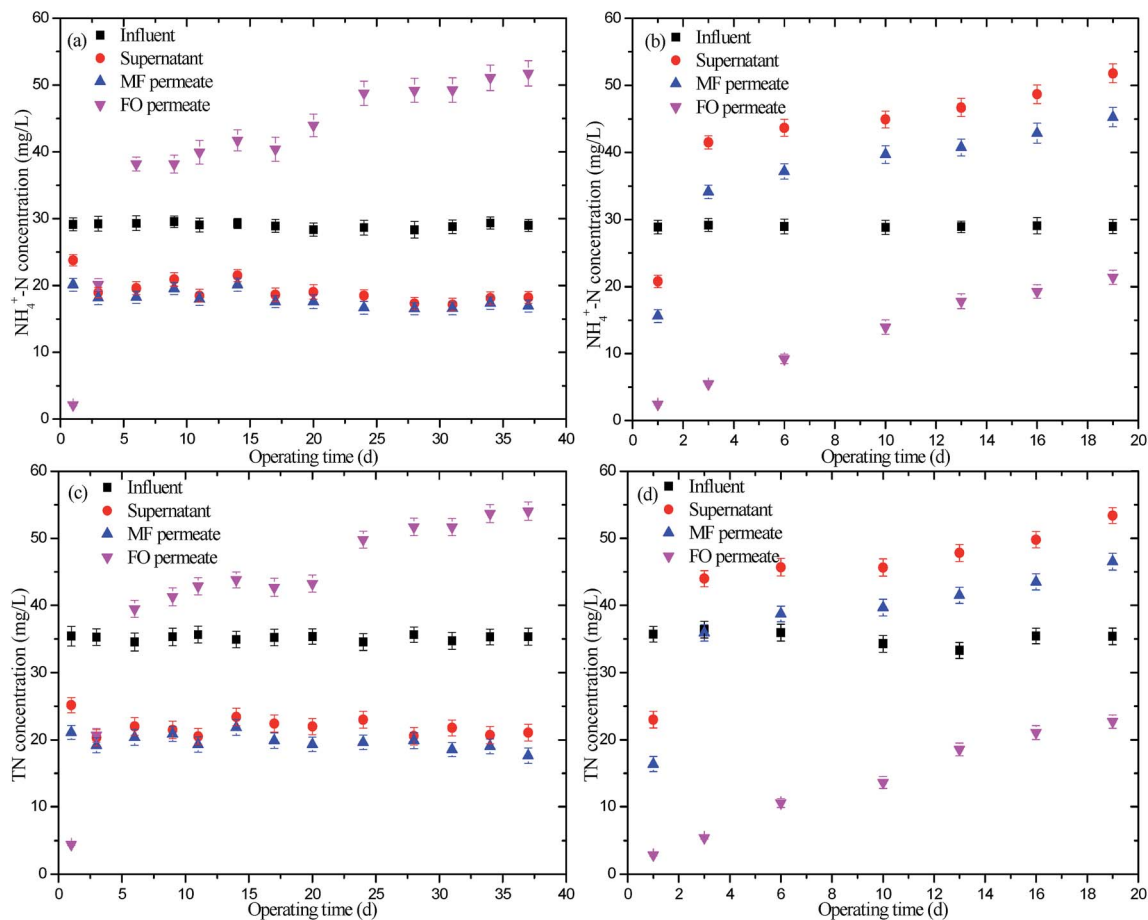 (a)
Influent
Supernatant
MF permeate
FO permeate
NH₄⁺-N concentration (mg/L)
60
50
40
30
20
10
0
0 5 10 15 20 25 30 35 40
Operating time (d)
(b)
Influent
Supernatant
MF permeate
FO permeate
NH₄⁺-N concentration (mg/L)
60
50
40
30
20
10
0
0 2 4 6 8 10 12 14 16 18 20
Operating time (d)
(c)
Influent
Supernatant
MF permeate
FO permeate
TN concentration (mg/L)
60
50
40
30
20
10
0
0 5 10 15 20 25 30 35 40
Operating time (d)
(d)
Influent
Supernatant
MF permeate
FO permeate
TN concentration (mg/L)
60
50
40
30
20
10
0
0 2 4 6 8 10 12 14 16 18 20
Operating time (d)